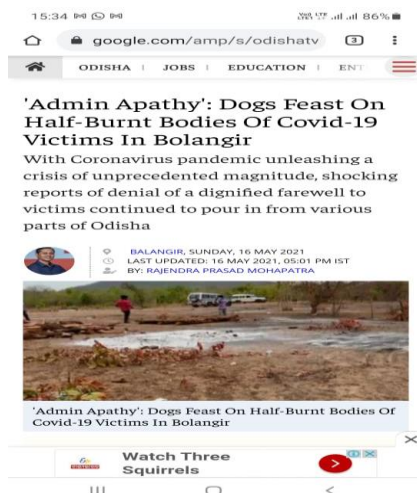 15:34
86%
google.com/amp/s/odishatv
3
ODISHA
JOBS
EDUCATION
ENT
'Admin Apathy': Dogs Feast On
Half-Burnt Bodies Of Covid-19
Victims In Bolangir
With Coronavirus pandemic unleashing a
crisis of unprecedented magnitude, shocking
reports of denial of a dignified farewell to
victims continued to pour in from various
parts of Odisha
BALANGIR, SUNDAY, 16 MAY 2021
LAST UPDATED: 16 MAY 2021, 05:01 PM IST
BY: RAJENDRA PRASAD MOHAPATRA
'Admin Apathy': Dogs Feast On Half-Burnt Bodies Of
Covid-19 Victims In Bolangir
Watch Three
Squirrels